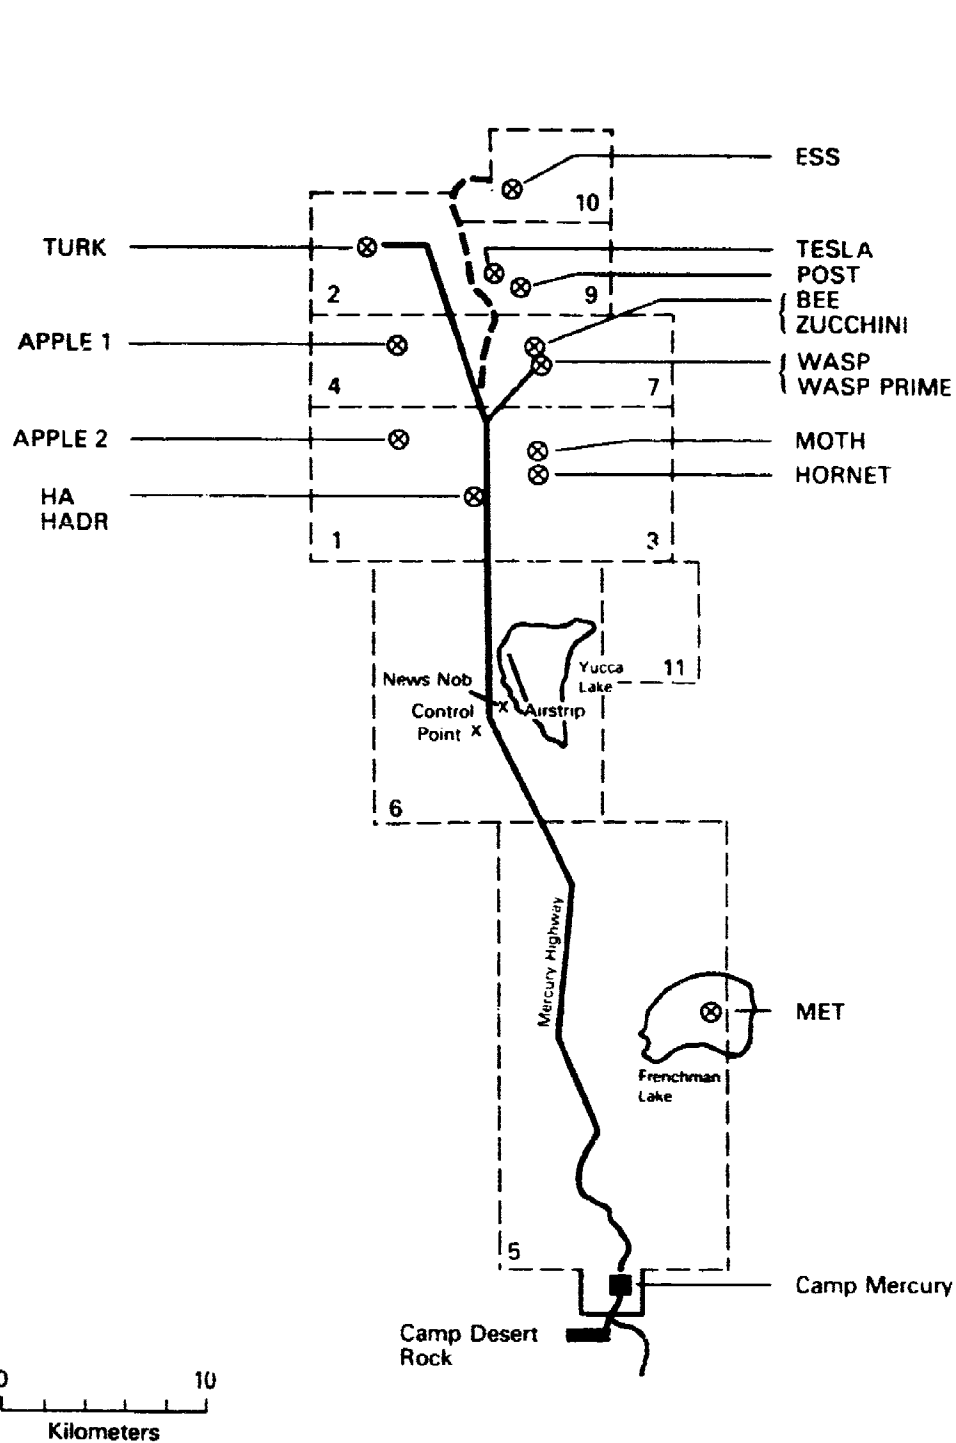 ESS
10
TURK
TESLA
POST
2
9
BEE
ZUCCHINI
APPLE 1
WASP
4
7
WASP PRIME
APPLE 2
MOTH
HORNET
HA
HADR
1
3
Yucca
Lake
11
News Nob
Control
Point
x
x
Airstrip
6
Mercury Highway
MET
Frenchman
Lake
5
Camp Mercury
Camp Desert
Rock
0 10
Kilometers